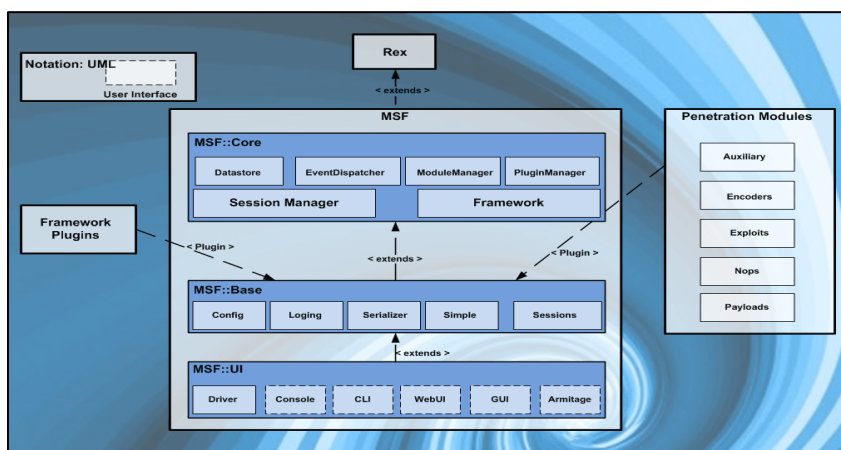 Rex
Notation: UML
User Interface
< extends >
MSF
Penetration Modules
MSF::Core
Datastore
EventDispatcher
ModuleManager
PluginManager
Session Manager
Framework
Auxiliary
Encoders
Exploits
Nops
Payloads
Framework
Plugins
< Plugin >
< Plugin >
< extends >
MSF::Base
Config
Loging
Serializer
Simple
Sessions
< extends >
MSF::UI
Driver
Console
CLI
WebUI
GUI
Armitage